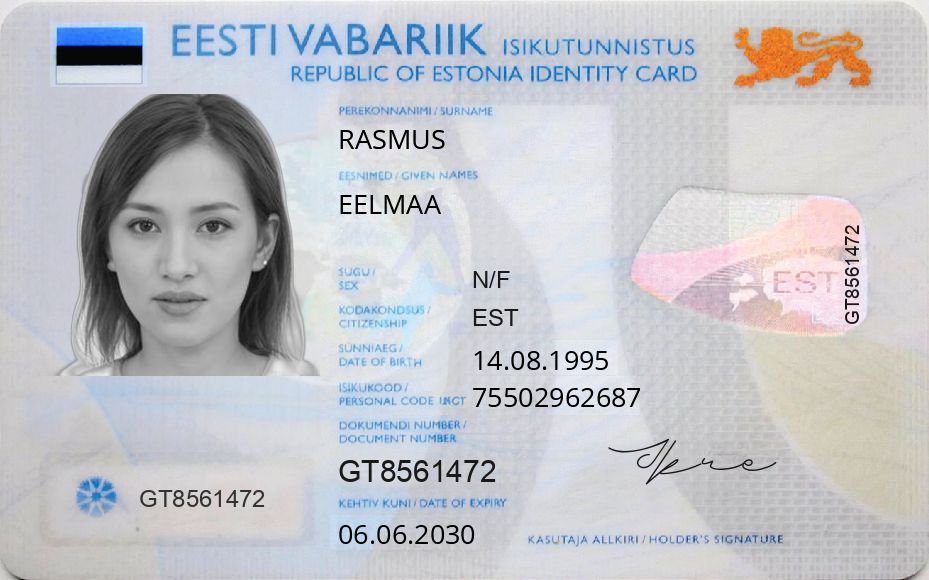 EESTI VABARIIK ISIKUTUNNISTUS
REPUBLIC OF ESTONIA IDENTITY CARD
PEREKONNANIMI / SURNAME
RASMUS
EESNIMED / GIVEN NAMES
EELMAA
SUGU /
SEX
N/F
KODAKONDSUS /
CITIZENSHIP
EST
SÜNNIAEG /
DATE OF BIRTH
14.08.1995
ISIKUKOOD /
PERSONAL CODE
75502962687
DOKUMENDI NUMBER /
DOCUMENT NUMBER
GT8561472
KEHTIV KUNI / DATE OF EXPIRY
06.06.2030
KASUTAJA ALLKIRI / HOLDER'S SIGNATURE
GT8561472
EST
GT8561472